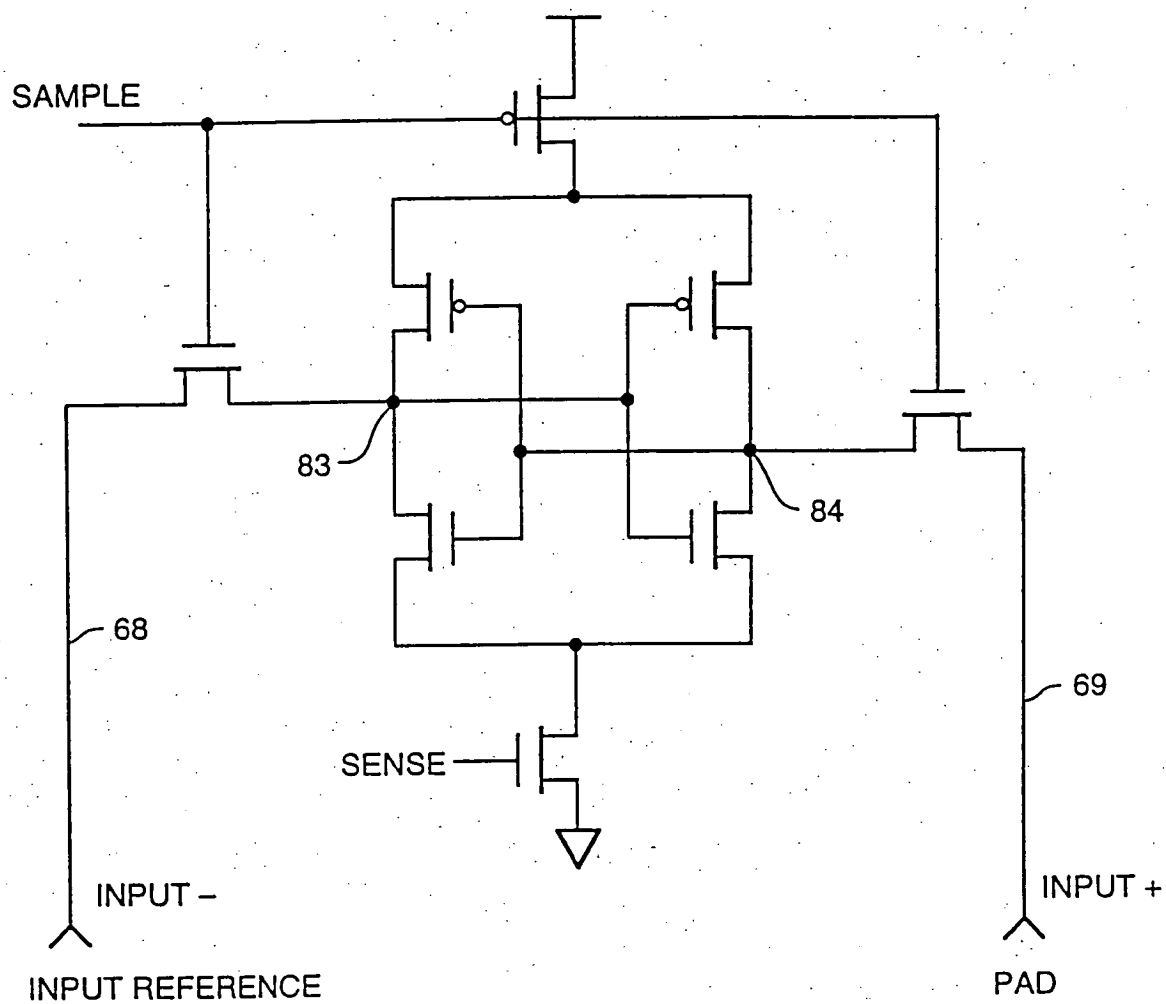 SAMPLE
83
84
68
69
SENSE
INPUT –
INPUT +
INPUT REFERENCE
PAD